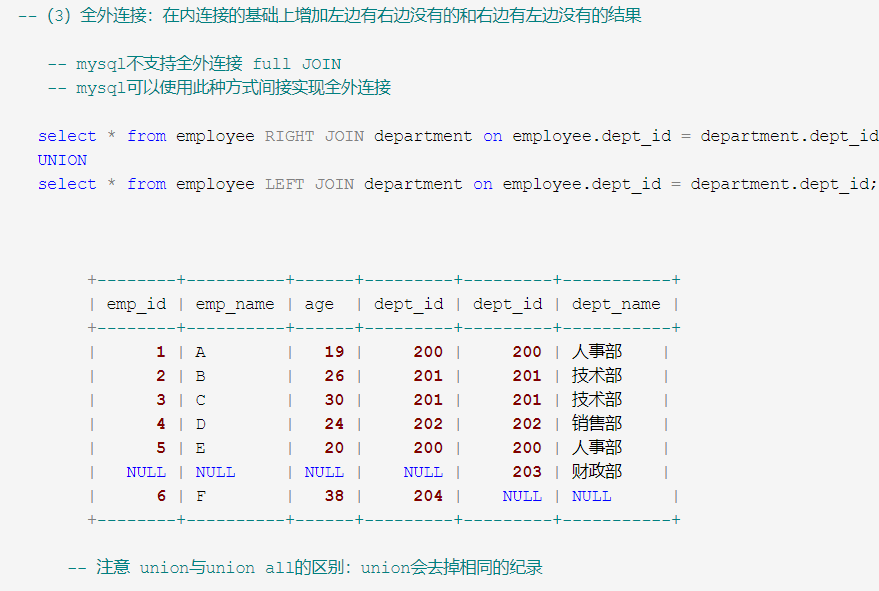 -- (3) 全外连接: 在内连接的基础上增加左边有右边没有的和右边有左边没有的结果
-- mysql不支持全外连接 full JOIN
-- mysql可以使用此种方式间接实现全外连接
select * from employee RIGHT JOIN department on employee.dept_id = department.dept_id
UNION
select * from employee LEFT JOIN department on employee.dept_id = department.dept_id;
+--------+----------+------+---------+---------+-----------+
| emp_id | emp_name | age  | dept_id | dept_id | dept_name |
+--------+----------+------+---------+---------+-----------+
|      1 | A        |   19 |     200 |     200 | 人事部    |
|      2 | B        |   26 |     201 |     201 | 技术部    |
|      3 | C        |   30 |     201 |     201 | 技术部    |
|      4 | D        |   24 |     202 |     202 | 销售部    |
|      5 | E        |   20 |     200 |     200 | 人事部    |
|   NULL | NULL     | NULL |    NULL |     203 | 财政部    |
|      6 | F        |   38 |     204 |    NULL | NULL      |
+--------+----------+------+---------+---------+-----------+
-- 注意 union与union all的区别: union会去掉相同的纪录